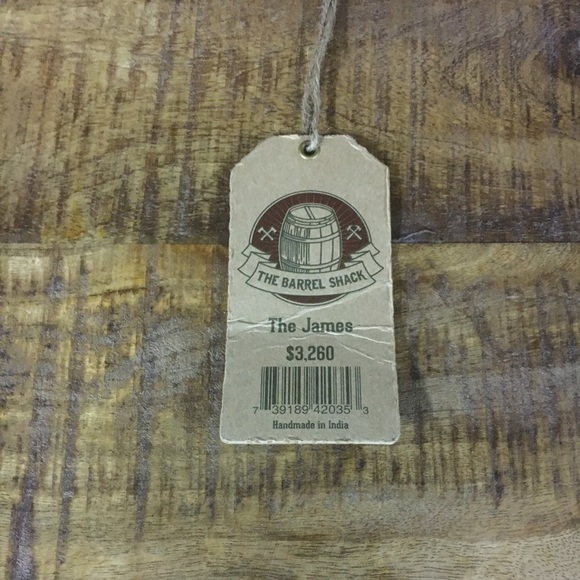 THE BARREL SHACK
The James
$3,260
7 39189 42035 3
Handmade in India